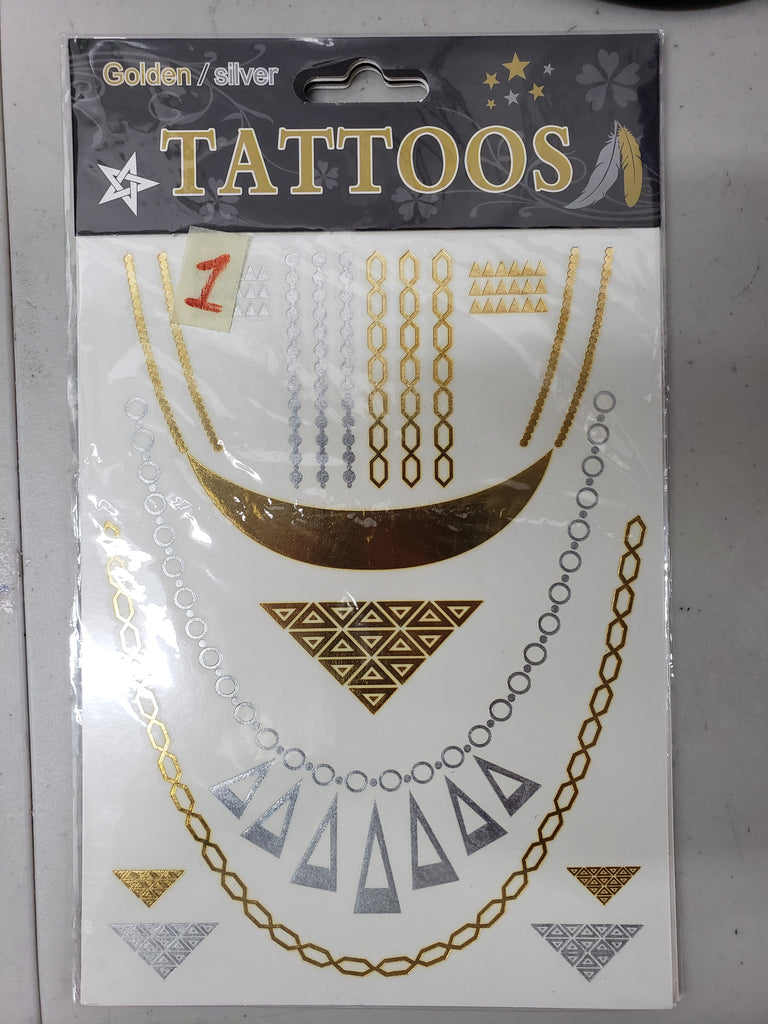 Golden / silver
TATTOOS
1